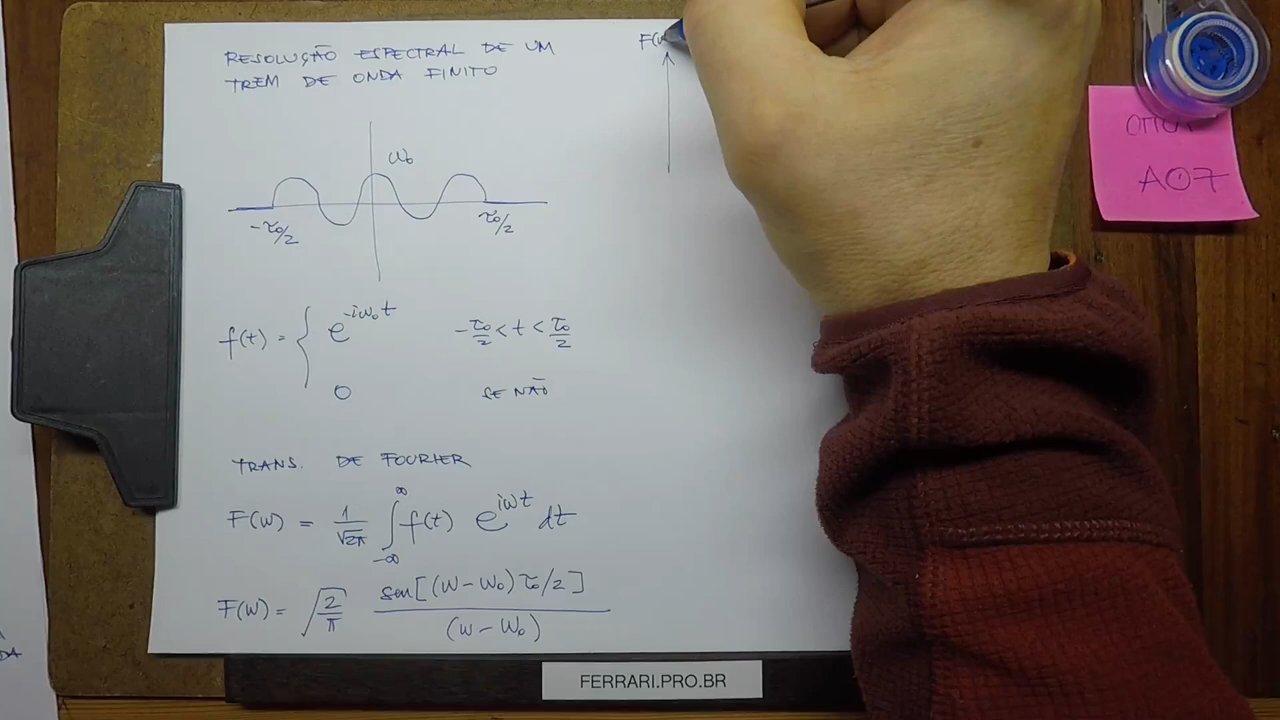 RESOLUÇÃO ESPECTRAL DE UM
TREM DE ONDA FINITO
ω₀
-τ₀/2
τ₀/2
f(t) = { e^{-iω₀t} -τ₀/2 < t < τ₀/2
0 SE NÃO
TRANS. DE FOURIER
F(ω) = 1/√2π ∫_{-∞}^{∞} f(t) e^{iωt} dt
F(ω) = √(2/π) sen[(ω-ω₀)τ₀/2] / (ω-ω₀)
A07
FERRARI.PRO.BR